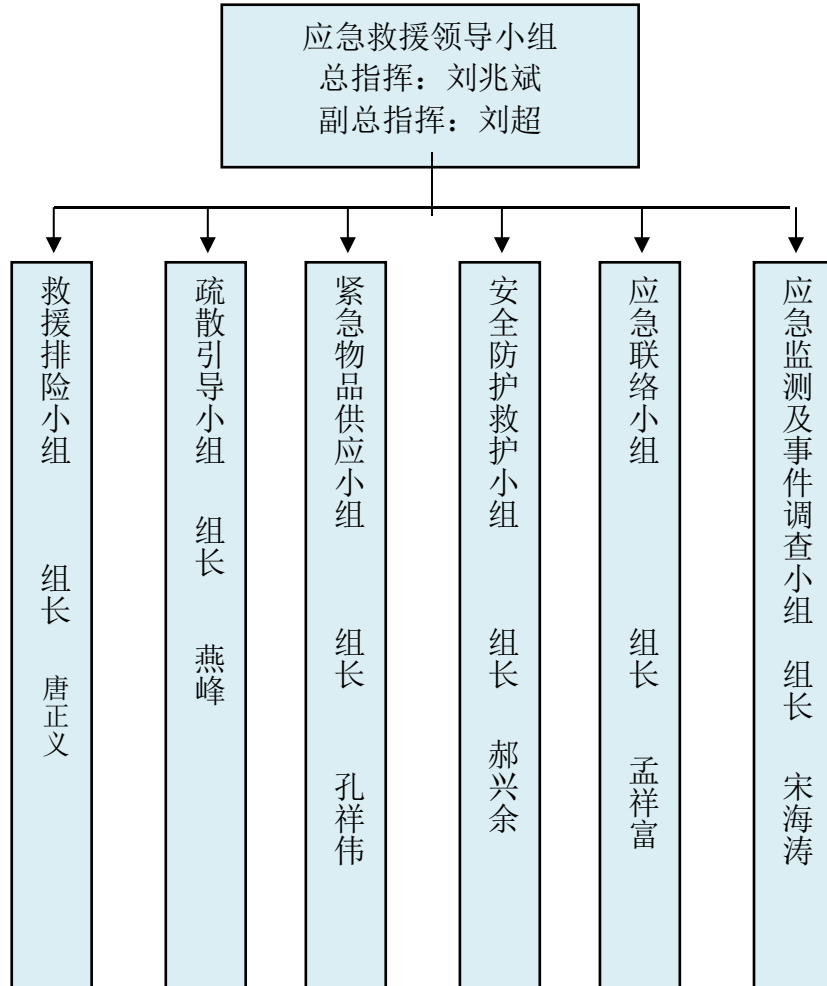 应急救援领导小组
总指挥：刘兆斌
副总指挥：刘超
救援排险小组 组长 唐正义
疏散引导小组 组长 燕峰
紧急物品供应小组 组长 孔祥伟
安全防护救护小组 组长 郝兴余
应急联络小组 组长 孟祥富
应急监测及事件调查小组 组长 宋海涛